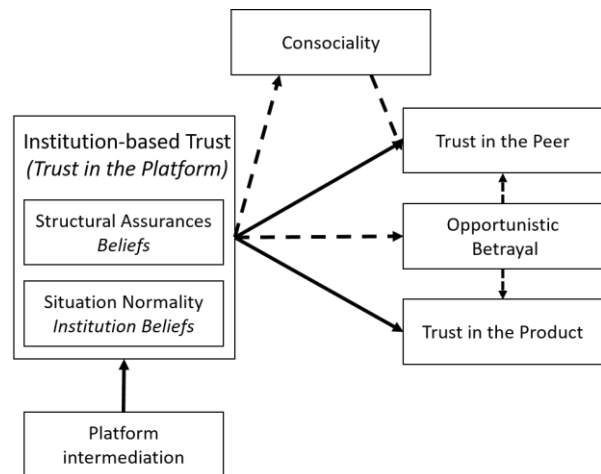 Consociality
Institution-based Trust
(Trust in the Platform)
Structural Assurances
Beliefs
Situation Normality
Institution Beliefs
Platform
intermediation
Trust in the Peer
Opportunistic
Betrayal
Trust in the Product